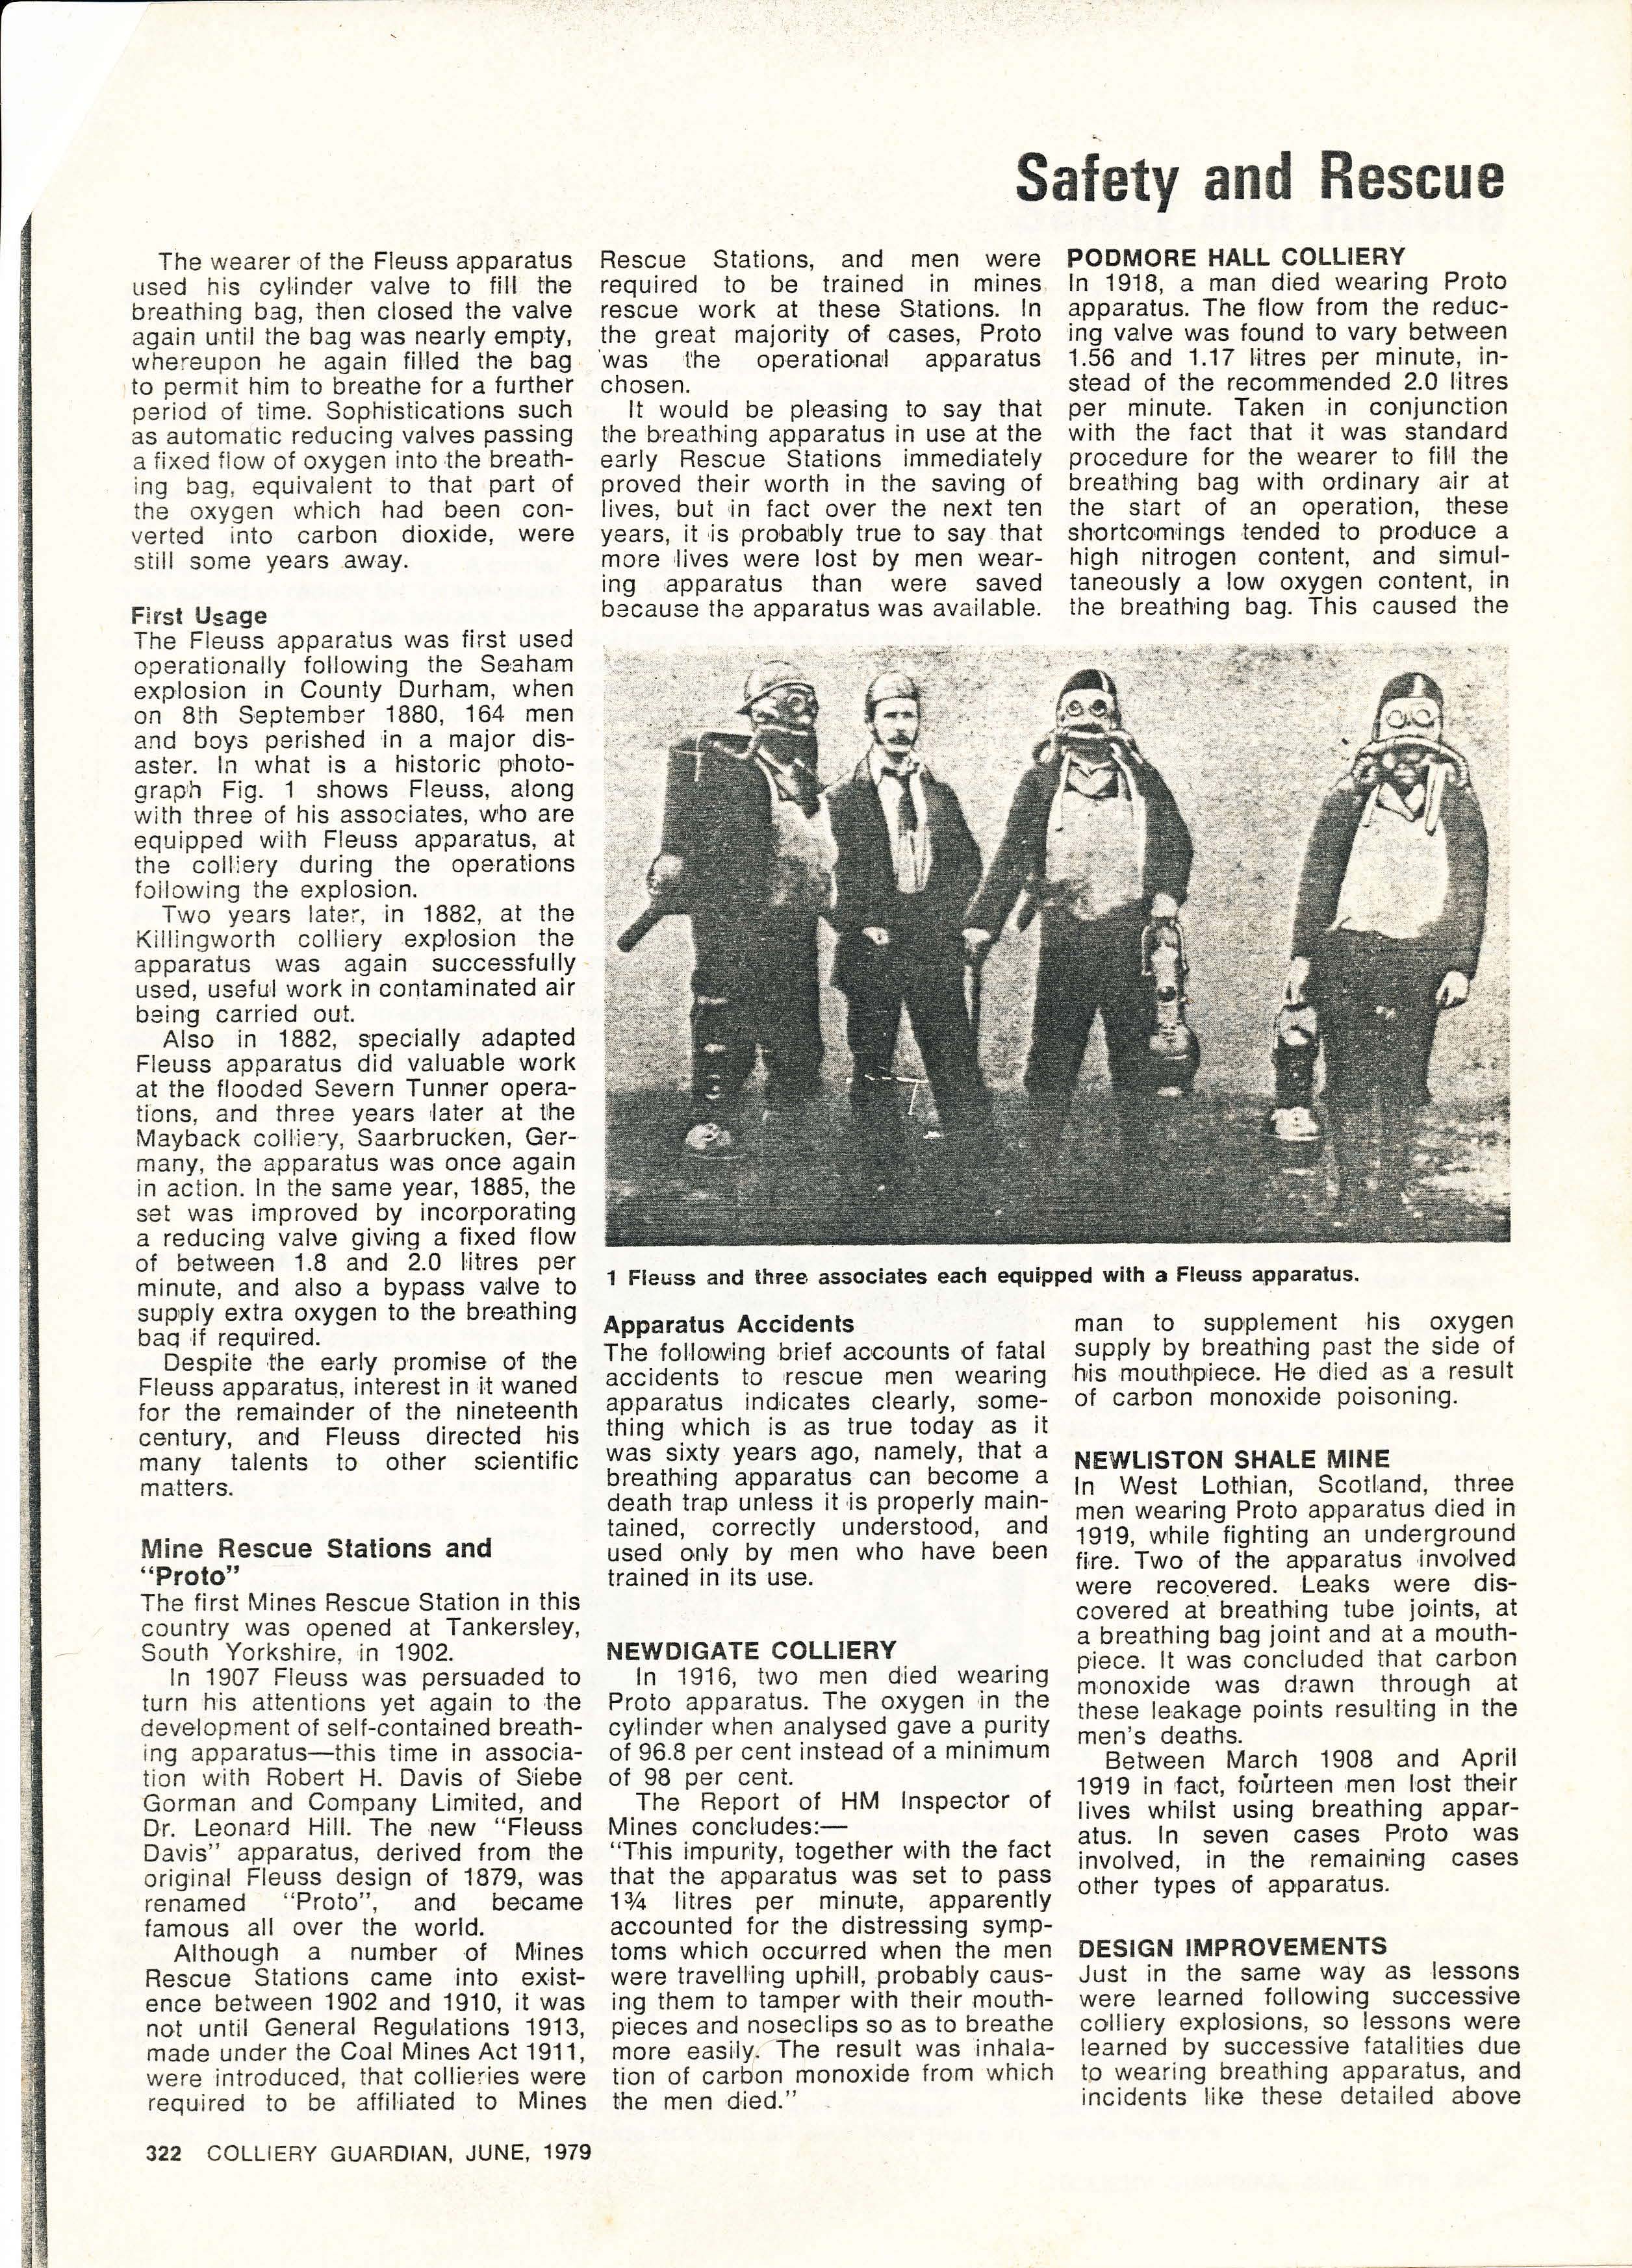 Safety and Rescue
The wearer of the Fleuss apparatus
used his cylinder valve to fill the
breathing bag, then closed the valve
again until the bag was nearly empty,
whereupon he again filled the bag
to permit him to breathe for a further
period of time. Sophistications such
as automatic reducing valves passing
a fixed flow of oxygen into the breath-
ing bag, equivalent to that part of
the oxygen which had been con-
verted into carbon dioxide, were
still some years away.
First Usage
The Fleuss apparatus was first used
operationally following the Seaham
explosion in County Durham, when
on 8th September 1880, 164 men
and boys perished in a major dis-
aster. In what is a historic photo-
graph Fig. 1 shows Fleuss, along
with three of his associates, who are
equipped with Fleuss apparatus, at
the colliery during the operations
following the explosion.
Two years later, in 1882, at the
Killingworth colliery explosion the
apparatus was again successfully
used, useful work in contaminated air
being carried out.
Also in 1882, specially adapted
Fleuss apparatus did valuable work
at the flooded Severn Tunner opera-
tions, and three years later at the
Mayback colliery, Saarbrucken, Ger-
many, the apparatus was once again
in action. In the same year, 1885, the
set was improved by incorporating
a reducing valve giving a fixed flow
of between 1.8 and 2.0 litres per
minute, and also a bypass valve to
supply extra oxygen to the breathing
bag if required.
Despite the early promise of the
Fleuss apparatus, interest in it waned
for the remainder of the nineteenth
century, and Fleuss directed his
many talents to other scientific
matters.
Mine Rescue Stations and
"Proto"
The first Mines Rescue Station in this
country was opened at Tankersley,
South Yorkshire, in 1902.
In 1907 Fleuss was persuaded to
turn his attentions yet again to the
development of self-contained breath-
ing apparatus—this time in associa-
tion with Robert H. Davis of Siebe
Gorman and Company Limited, and
Dr. Leonard Hill. The new "Fleuss
Davis" apparatus, derived from the
original Fleuss design of 1879, was
renamed "Proto", and became
famous all over the world.
Although a number of Mines
Rescue Stations came into exist-
ence between 1902 and 1910, it was
not until General Regulations 1913,
made under the Coal Mines Act 1911,
were introduced, that collieries were
required to be affiliated to Mines
Rescue Stations, and men were
required to be trained in mines
rescue work at these Stations. In
the great majority of cases, Proto
was the operational apparatus
chosen.
It would be pleasing to say that
the breathing apparatus in use at the
early Rescue Stations immediately
proved their worth in the saving of
lives, but in fact over the next ten
years, it is probably true to say that
more lives were lost by men wear-
ing apparatus than were saved
because the apparatus was available.
1 Fleuss and three associates each equipped with a Fleuss apparatus.
Apparatus Accidents
The following brief accounts of fatal
accidents to rescue men wearing
apparatus indicates clearly, some-
thing which is as true today as it
was sixty years ago, namely, that a
breathing apparatus can become a
death trap unless it is properly main-
tained, correctly understood, and
used only by men who have been
trained in its use.
NEWDIGATE COLLIERY
In 1916, two men died wearing
Proto apparatus. The oxygen in the
cylinder when analysed gave a purity
of 96.8 per cent instead of a minimum
of 98 per cent.
The Report of HM Inspector of
Mines concludes:—
"This impurity, together with the fact
that the apparatus was set to pass
1¾ litres per minute, apparently
accounted for the distressing symp-
toms which occurred when the men
were travelling uphill, probably caus-
ing them to tamper with their mouth-
pieces and noseclips so as to breathe
more easily. The result was inhala-
tion of carbon monoxide from which
the men died."
PODMORE HALL COLLIERY
In 1918, a man died wearing Proto
apparatus. The flow from the reduc-
ing valve was found to vary between
1.56 and 1.17 litres per minute, in-
stead of the recommended 2.0 litres
per minute. Taken in conjunction
with the fact that it was standard
procedure for the wearer to fill the
breathing bag with ordinary air at
the start of an operation, these
shortcomings tended to produce a
high nitrogen content, and simul-
taneously a low oxygen content, in
the breathing bag. This caused the
man to supplement his oxygen
supply by breathing past the side of
his mouthpiece. He died as a result
of carbon monoxide poisoning.
NEWLISTON SHALE MINE
In West Lothian, Scotland, three
men wearing Proto apparatus died in
1919, while fighting an underground
fire. Two of the apparatus involved
were recovered. Leaks were dis-
covered at breathing tube joints, at
a breathing bag joint and at a mouth-
piece. It was concluded that carbon
monoxide was drawn through at
these leakage points resulting in the
men's deaths.
Between March 1908 and April
1919 in fact, fourteen men lost their
lives whilst using breathing appar-
atus. In seven cases Proto was
involved, in the remaining cases
other types of apparatus.
DESIGN IMPROVEMENTS
Just in the same way as lessons
were learned following successive
colliery explosions, so lessons were
learned by successive fatalities due
to wearing breathing apparatus, and
incidents like these detailed above
322 COLLIERY GUARDIAN, JUNE, 1979